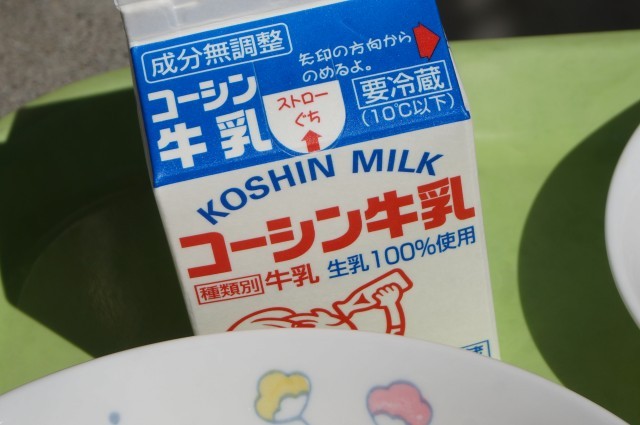 成分無調整
矢印の方向から
のめるよ。
コーシン
牛乳
ストロー
ぐち
要冷蔵
(10℃以下)
KOSHIN MILK
コーシン牛乳
種類別 牛乳 生乳100%使用